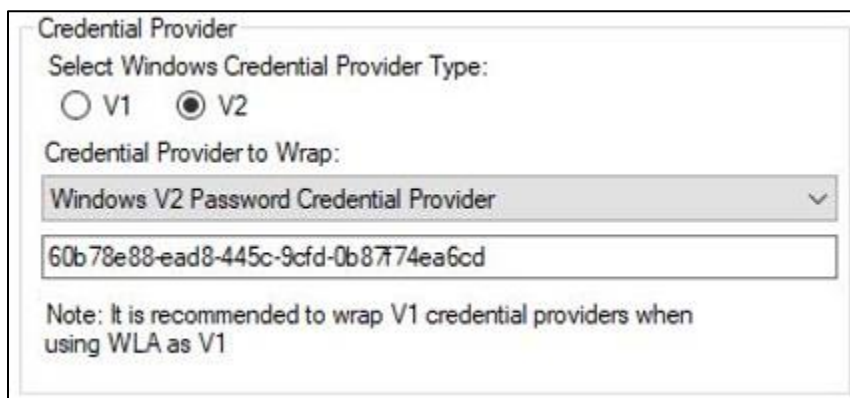 Credential Provider
Select Windows Credential Provider Type:
V1 V2
Credential Provider to Wrap:
Windows V2 Password Credential Provider
60b78e88-ead8-445c-9cfd-0b87f74ea6cd
Note: It is recommended to wrap V1 credential providers when
using WLA as V1